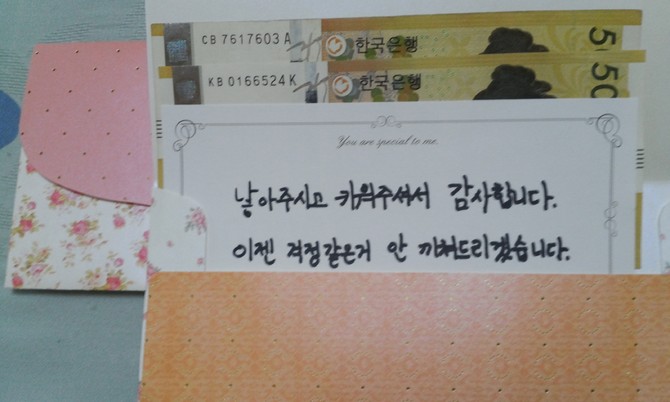 CB 7617603 A
한국은행
50
KB 0166524 K
한국은행
50
You are special to me.
낳아주시고 키워주셔서 감사합니다.
이젠 걱정같은거 안 끼쳐드리겠습니다.